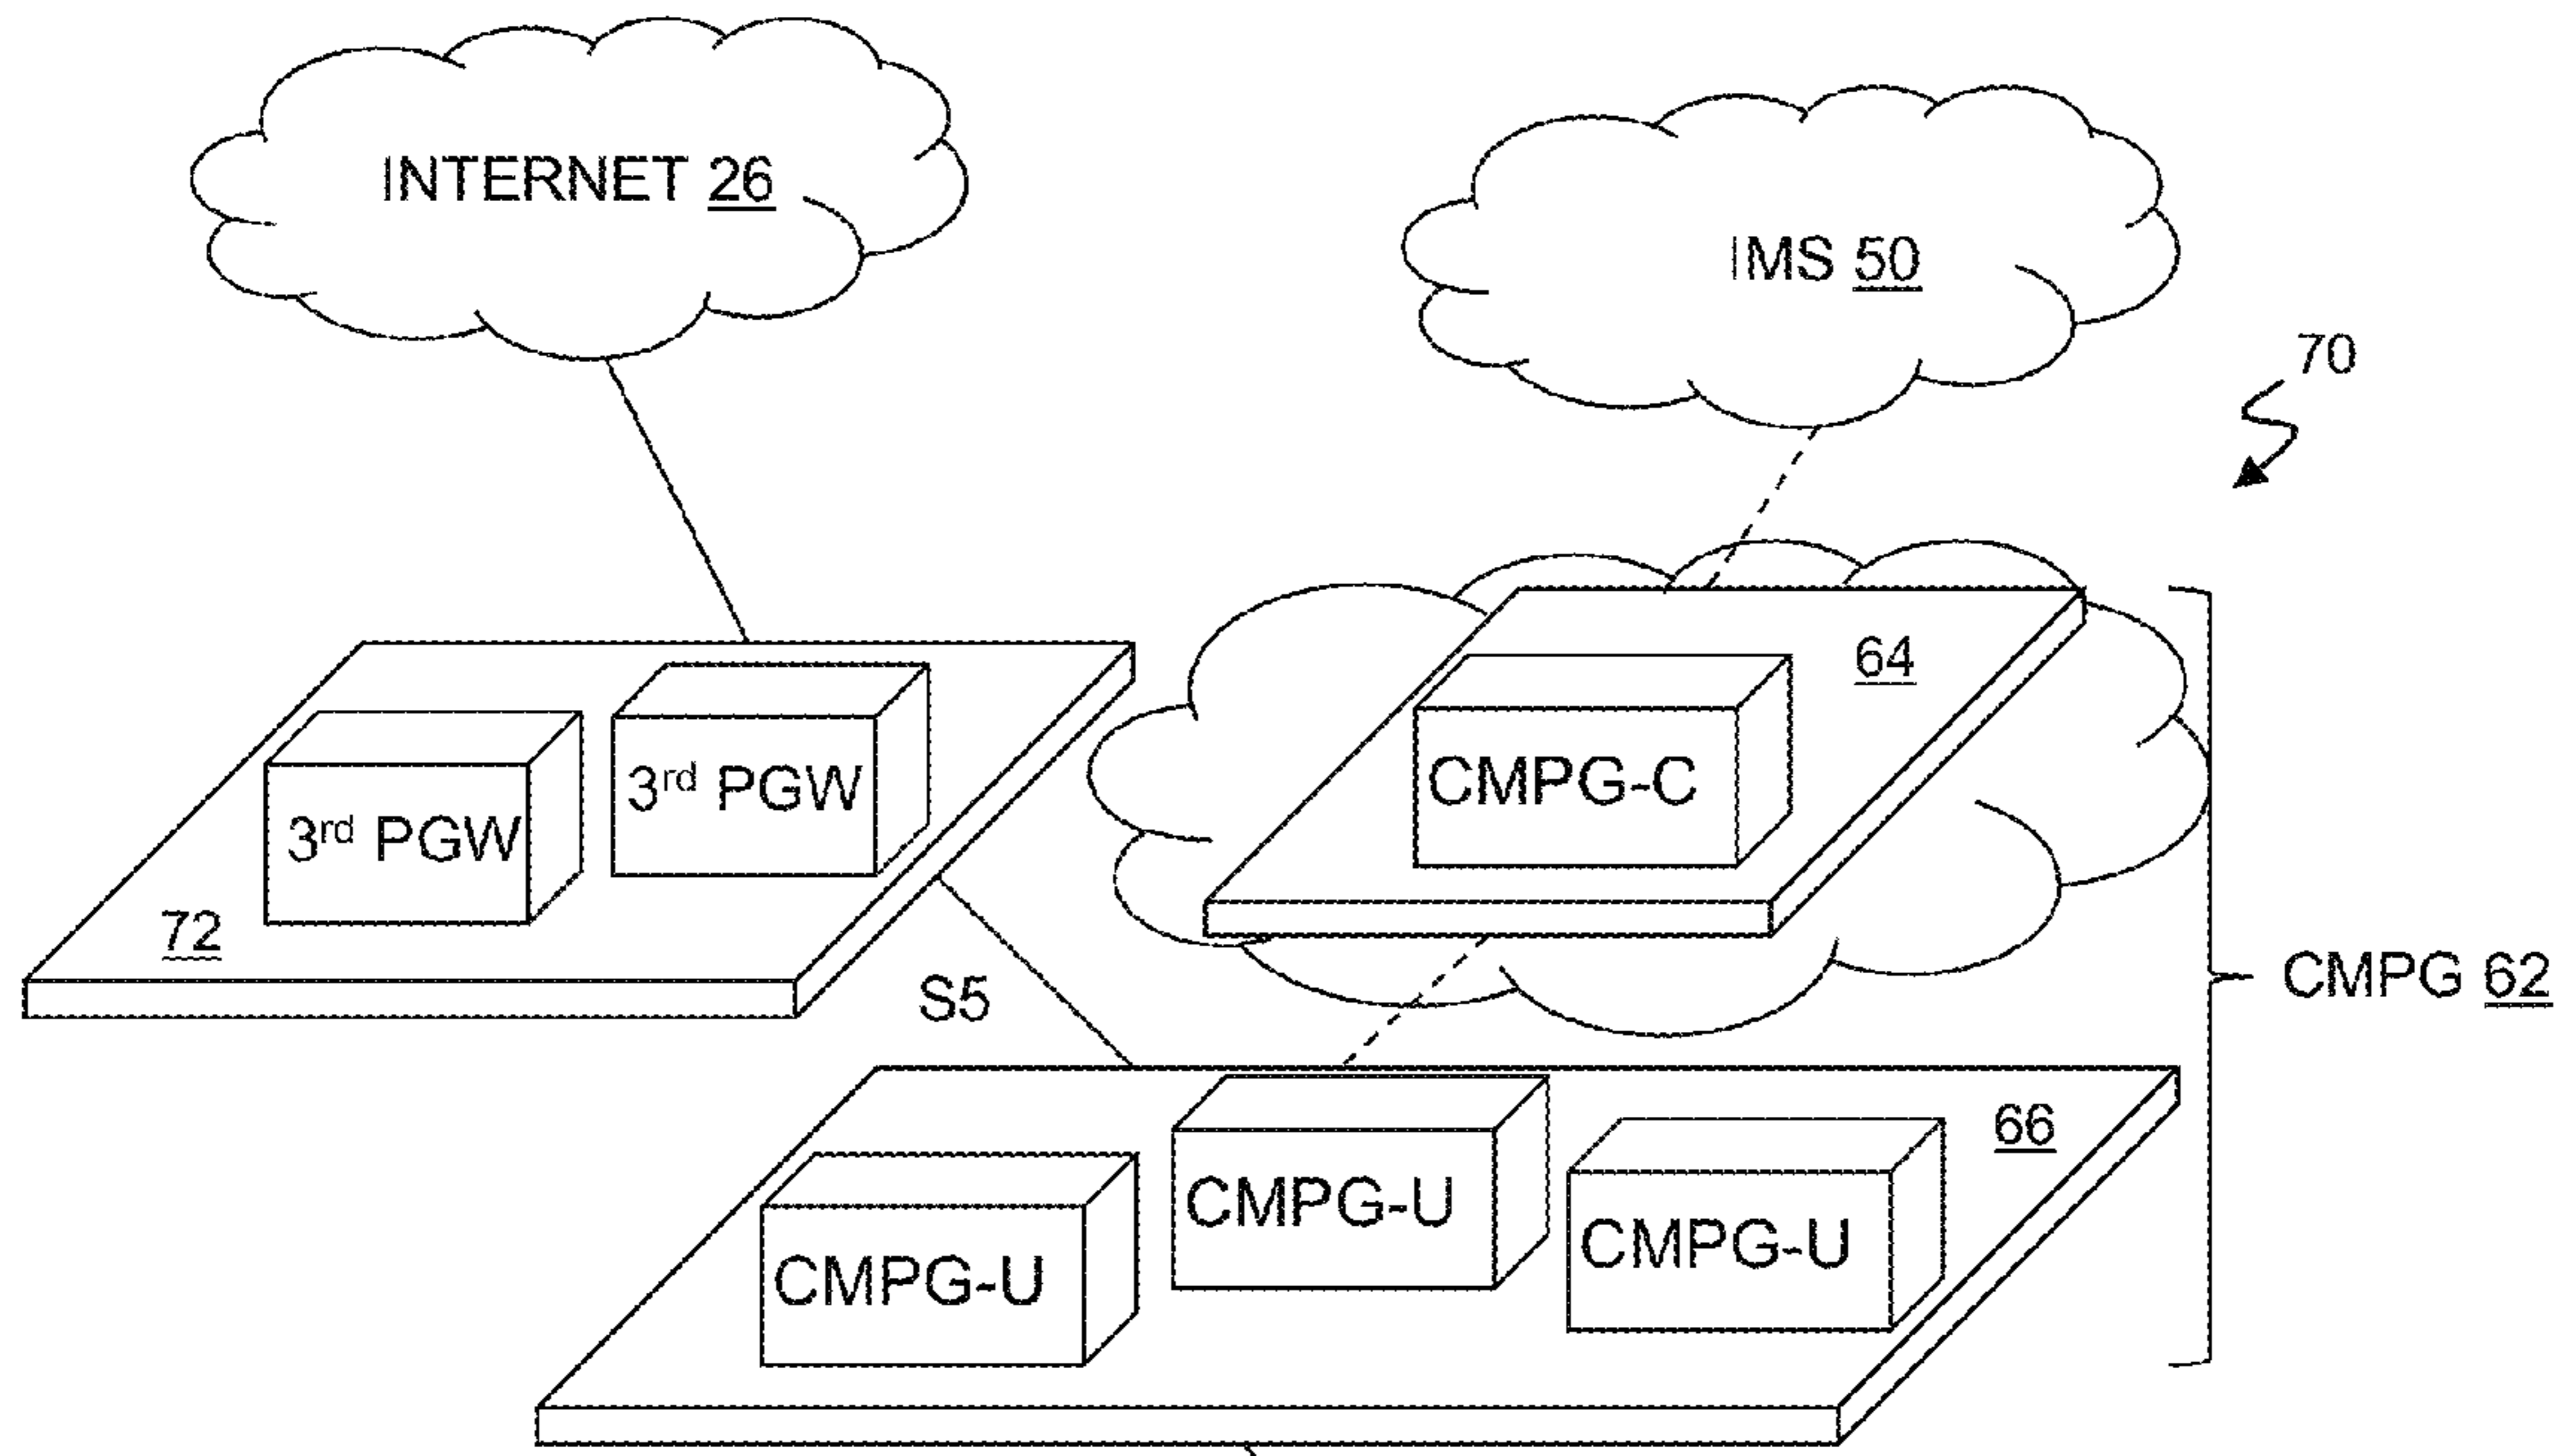 INTERNET 26
IMS 50
70
64
3rd PGW
3rd PGW
CMPG-C
72
S5
CMPG 62
66
CMPG-U
CMPG-U
CMPG-U